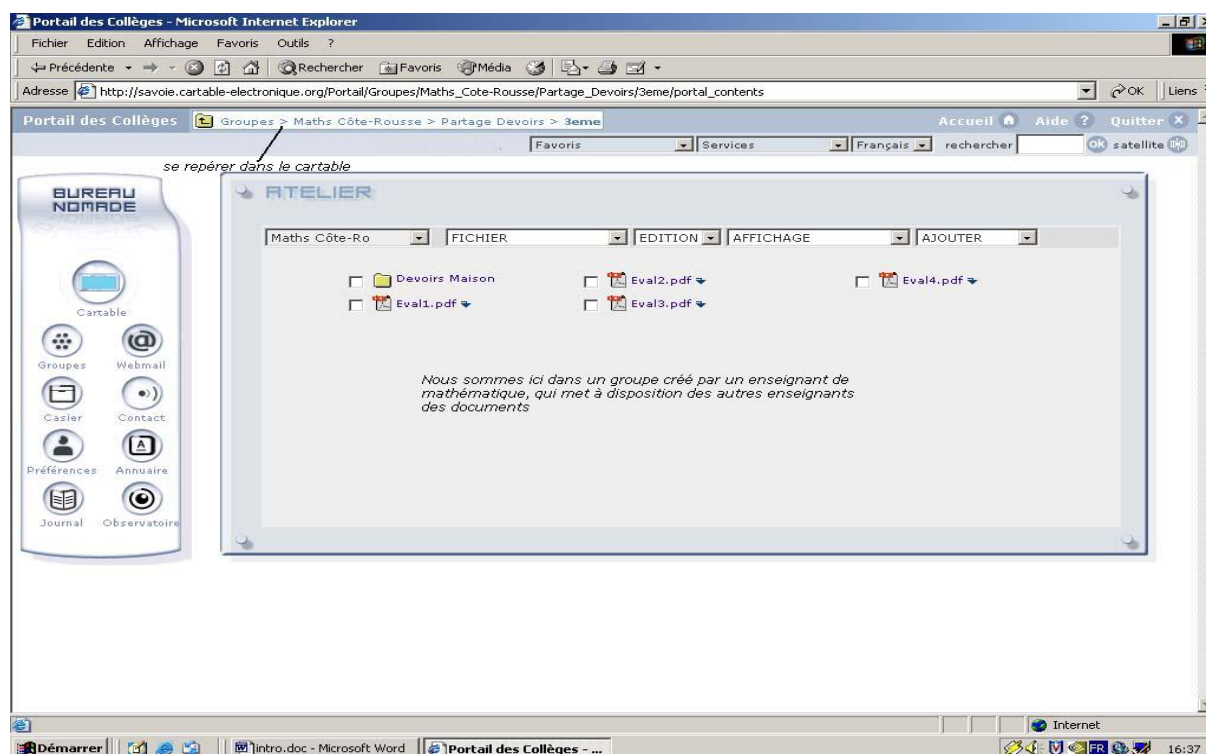 Portail des Collèges - Microsoft Internet Explorer
Fichier Edition Affichage Favoris Outils ?
Précédente Rechercher Favoris Média
Adresse http://savoie.cartable-electronique.org/Portail/Groupes/Maths_Cote-Rousse/Partage_Devoirs/3eme/portal_contents OK Liens
Portail des Collèges Groupes > Maths Côte-Rousse > Partage Devoirs > 3eme Accueil Aide ? Quitter X
Favoris Services Français rechercher ok satellite
se repérer dans le cartable
BUREAU
NOMADE
ATELIER
Maths Côte-Ro FICHIER EDITION AFFICHAGE AJOUTER
Devoirs Maison Eval2.pdf Eval4.pdf
Eval1.pdf Eval3.pdf
Cartable
Groupes Webmail
Casier Contact
Préférences Annuaire
Journal Observatoire
Nous sommes ici dans un groupe créé par un enseignant de
mathématique, qui met à disposition des autres enseignants
des documents
Internet
Démarrer intro.doc - Microsoft Word Portail des Collèges - ... FR 16:37